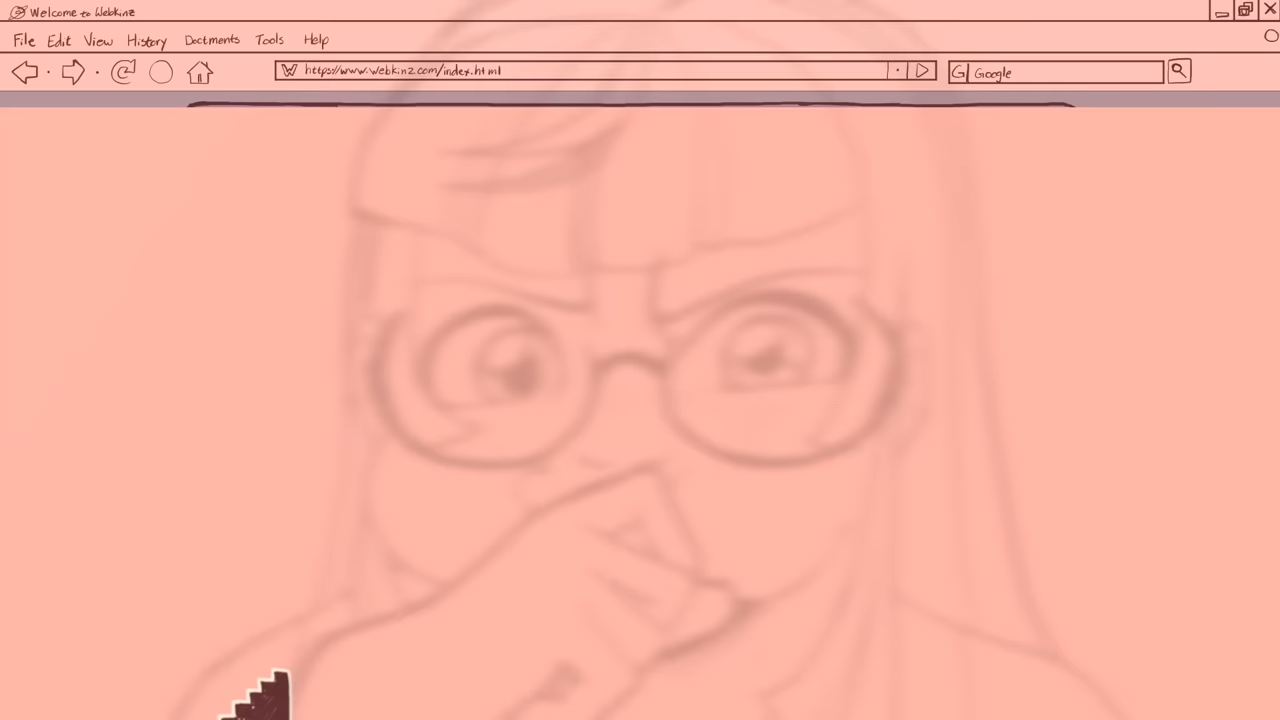 Welcome to Webkinz
File Edit View History Doctments Tools Help
https://www.webkinz.com/index.html
G Google